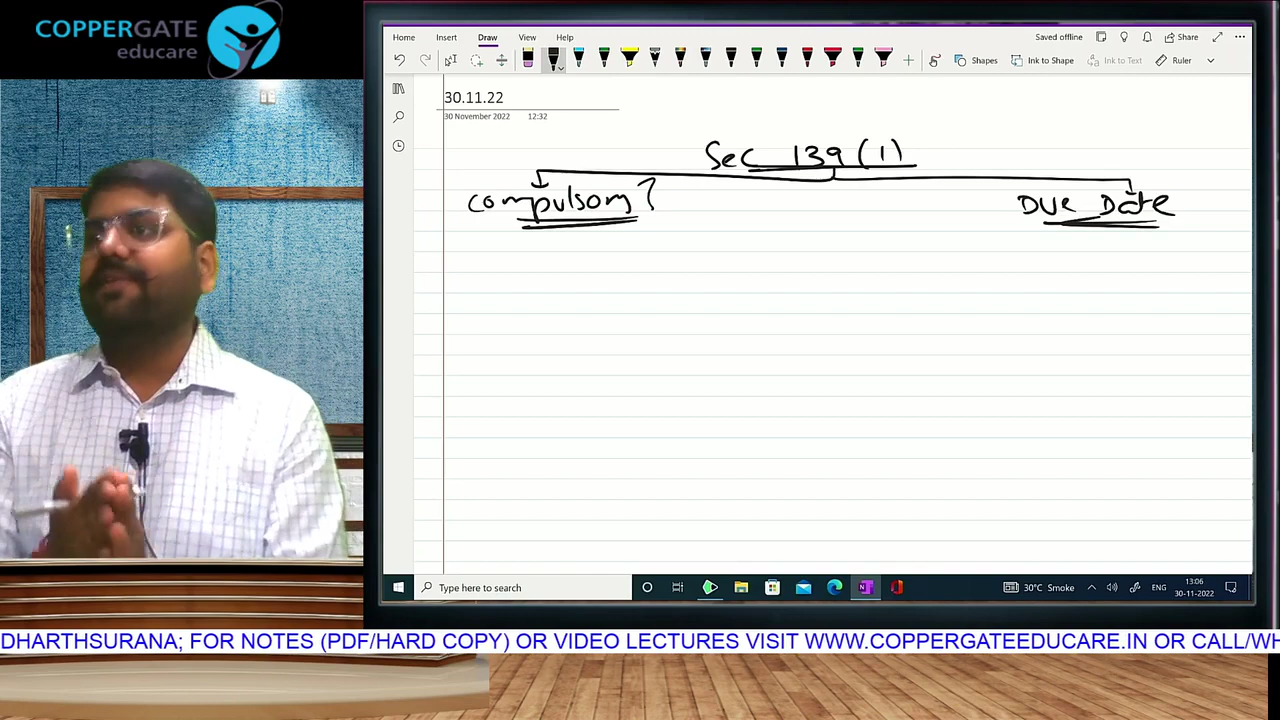 COPPERGATE
educare
Home Insert Draw View Help
Saved offline
Share
Shapes
Ink to Shape
Ink to Text
Ruler
30.11.22
30 November 2022 12:32
Sec 139(1)
Compulsory?
Due Date
Type here to search
30°C Smoke
ENG
13:06
30-11-2022
DHARTHSURANA; FOR NOTES (PDF/HARD COPY) OR VIDEO LECTURES VISIT WWW.COPPERGATEEDUCARE.IN OR CALL/WH